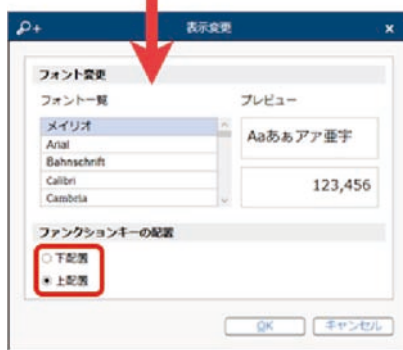 表示変更
フォント変更
フォント一覧
プレビュー
メイリオ
Arial
Bahnschrift
Calibri
Cambria
Aaあぁアァ亜宇
123,456
ファンクションキーの配置
下配置
上配置
OK
キャンセル